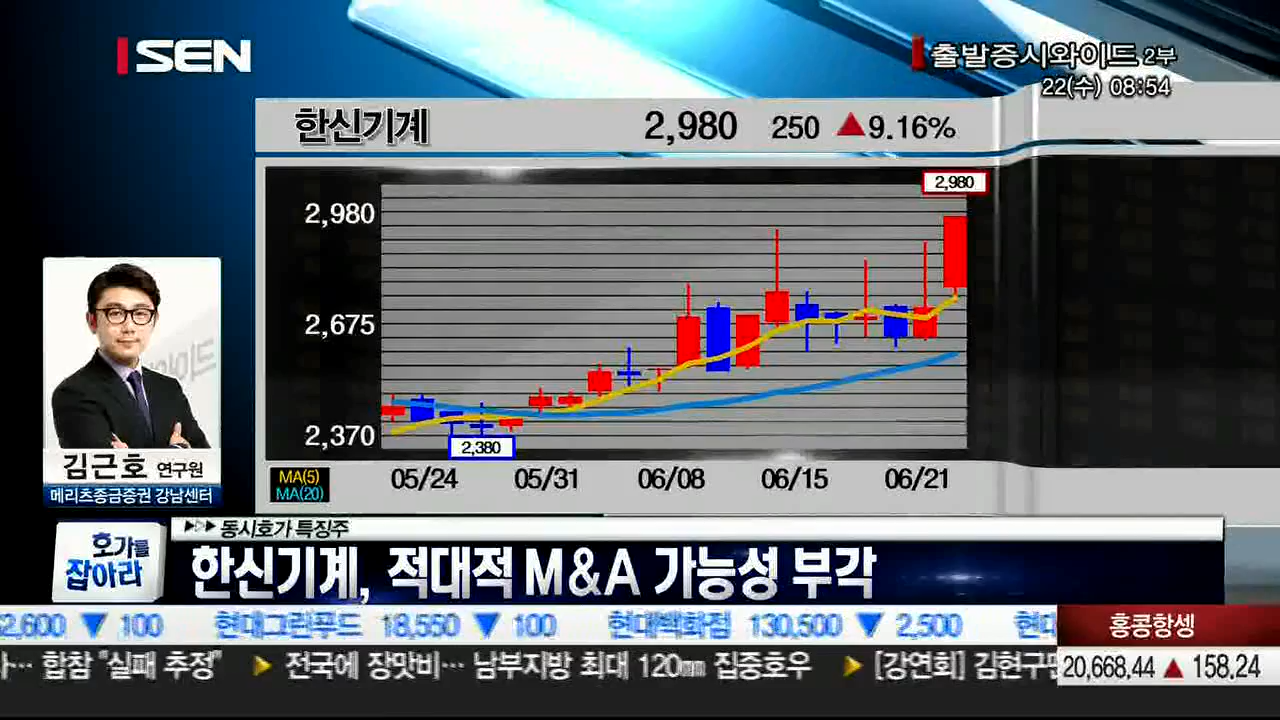 SEN
출발증시와이드 2부
22(수) 08:54
한신기계 2,980 250 ▲9.16%
2,980
2,980
2,675
2,370
2,380
MA(5)
MA(20)
05/24 05/31 06/08 06/15 06/21
김근호 연구원
메리츠종금증권 강남센터
호가를
잡아라
동시호가 특징주
한신기계, 적대적 M&A 가능성 부각
2,600 ▼ 100 현대그린푸드 18,550 ▼ 100 현대백화점 130,500 ▼ 2,500 현대
홍콩항셍
합참 "실패 추정" ▶ 전국에 장맛비… 남부지방 최대 120㎜ 집중호우 ▶ [강연회] 김현구
20,668.44 ▲ 158.24